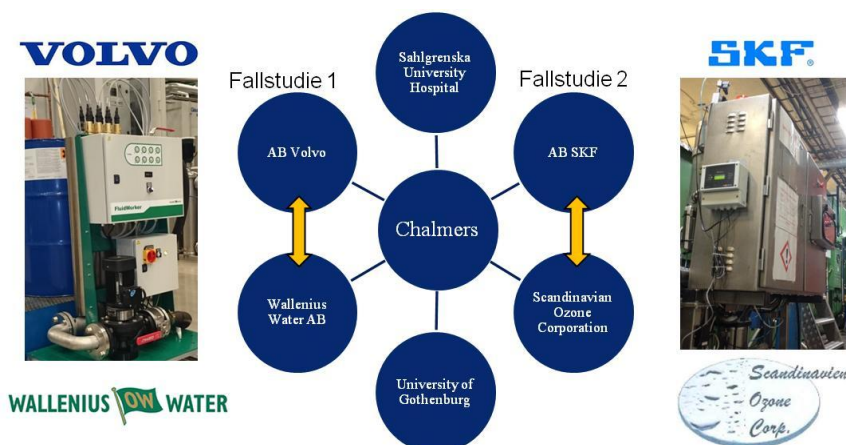 VOLVO
SKF®
Fallstudie 1
Fallstudie 2
Sahlgrenska
University
Hospital
AB Volvo
AB SKF
Chalmers
Wallenius
Water AB
Scandinavian
Ozone
Corporation
University of
Gothenburg
FluidWorker
WALLENIUS OW WATER
Scandinavien
Ozone
Corp.